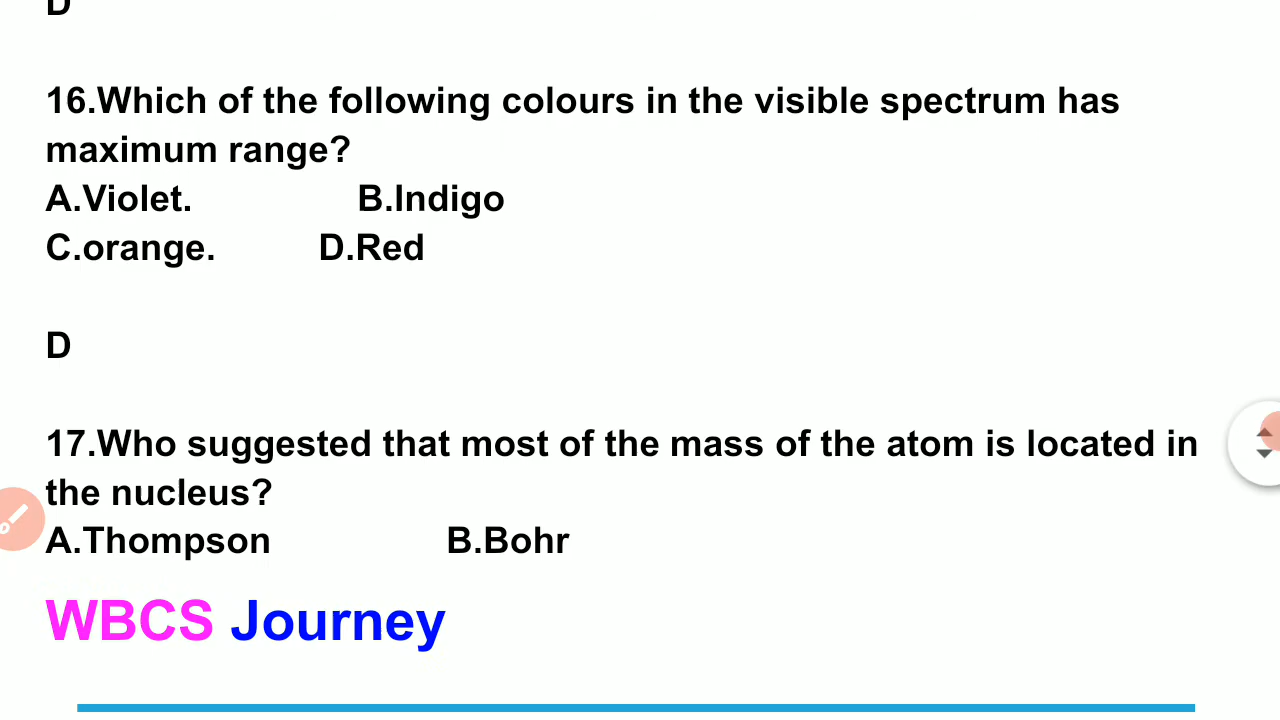 D
16.Which of the following colours in the visible spectrum has
maximum range?
A.Violet. B.Indigo
C.orange. D.Red
D
17.Who suggested that most of the mass of the atom is located in
the nucleus?
A.Thompson B.Bohr
WBCS Journey